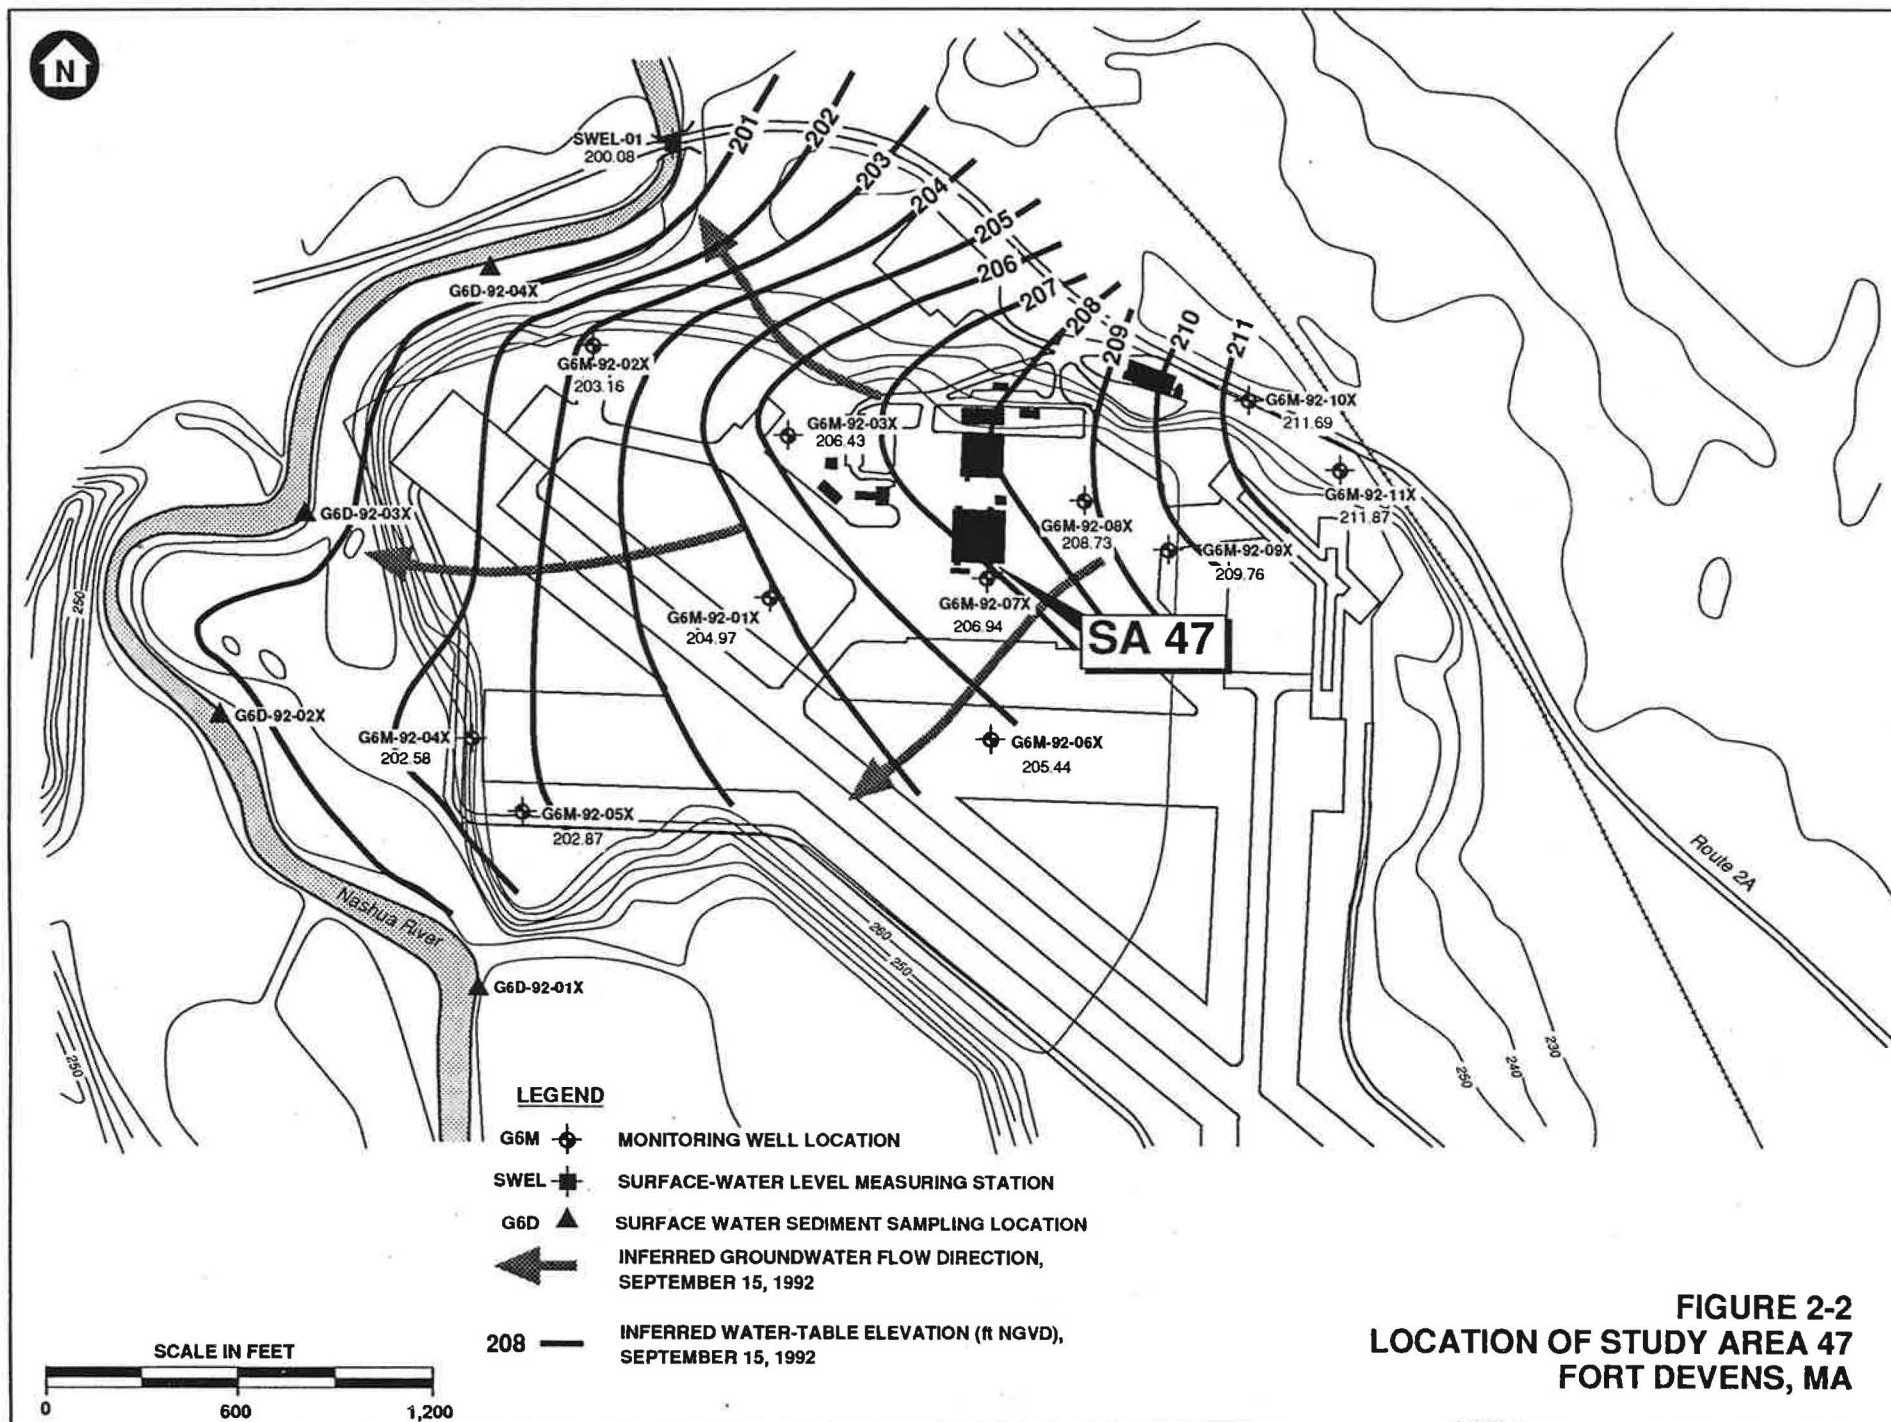 N
SWEL-01
200.08
201
202
203
204
205
206
207
208
209
210
211
G6D-92-04X
G6M-92-02X
203.16
G6M-92-03X
206.43
G6M-92-10X
211.69
G6M-92-11X
211.87
G6D-92-03X
G6M-92-08X
208.73
G6M-92-09X
209.76
250
G6M-92-01X
204.97
G6M-92-07X
206.94
SA 47
G6D-92-02X
G6M-92-04X
202.58
G6M-92-06X
205.44
G6M-92-05X
202.87
Route 2A
Nashua River
260
250
G6D-92-01X
250
250
240
230
LEGEND
G6M MONITORING WELL LOCATION
SWEL SURFACE-WATER LEVEL MEASURING STATION
G6D SURFACE WATER SEDIMENT SAMPLING LOCATION
INFERRED GROUNDWATER FLOW DIRECTION,
SEPTEMBER 15, 1992
208 INFERRED WATER-TABLE ELEVATION (ft NGVD),
SEPTEMBER 15, 1992
SCALE IN FEET
0 600 1,200
FIGURE 2-2
LOCATION OF STUDY AREA 47
FORT DEVENS, MA